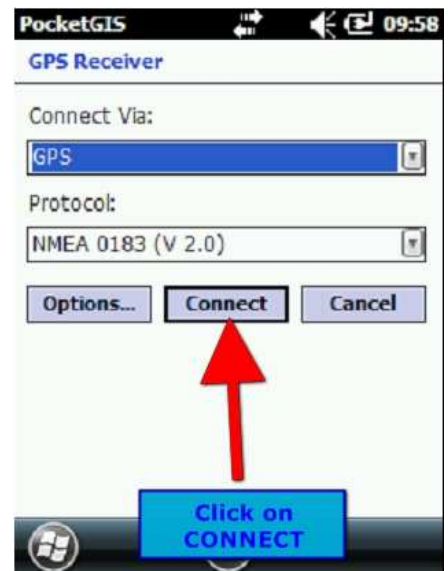 PocketGIS 09:58
GPS Receiver
Connect Via:
GPS
Protocol:
NMEA 0183 (V 2.0)
Options... Connect Cancel
Click on
CONNECT